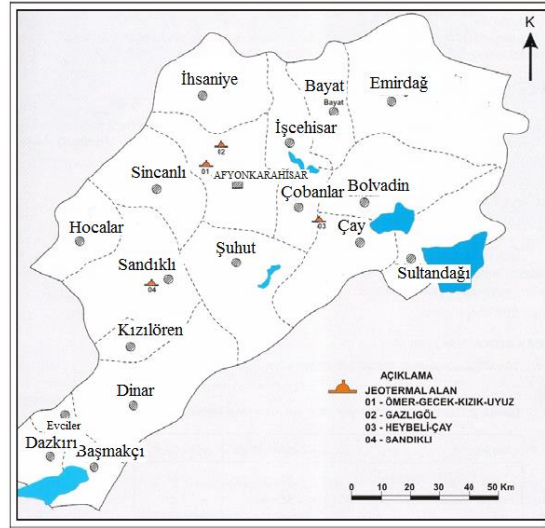 K
İhsaniye
Bayat
Bayat
Emirdağ
İşcehisar
02
01
AFYONKARAHİSAR
Sincanlı
Çobanlar
Bolvadin
03
Hocalar
Şuhut
Çay
Sandıklı
04
Sultandağı
Kızılören
Dinar
Evciler
Dazkırı
Başmakçı
AÇIKLAMA
JEOTERMAL ALAN
01 - ÖMER-GECEK-KIZIK-UYUZ
02 - GAZLIGÖL
03 - HEYBELİ-ÇAY
04 - SANDIKLI
0 10 20 30 40 50 Km